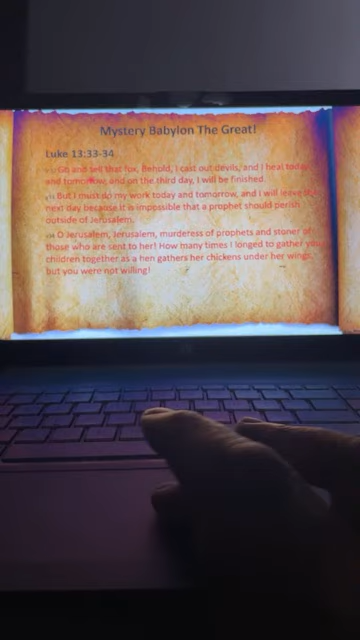 Mystery Babylon The Great!
Luke 13:33-34
Go and tell that fox, Behold, I cast out devils, and I heal today
and tomorrow, and on the third day, I will be finished.
But I must do my work today and tomorrow, and I will leave
next day because it is impossible that a prophet should perish
outside of Jerusalem.
34 O Jerusalem, Jerusalem, murderess of prophets and stoner of
those who are sent to her! How many times I longed to gather
children together as a hen gathers her chickens under her wings,
but you were not willing!